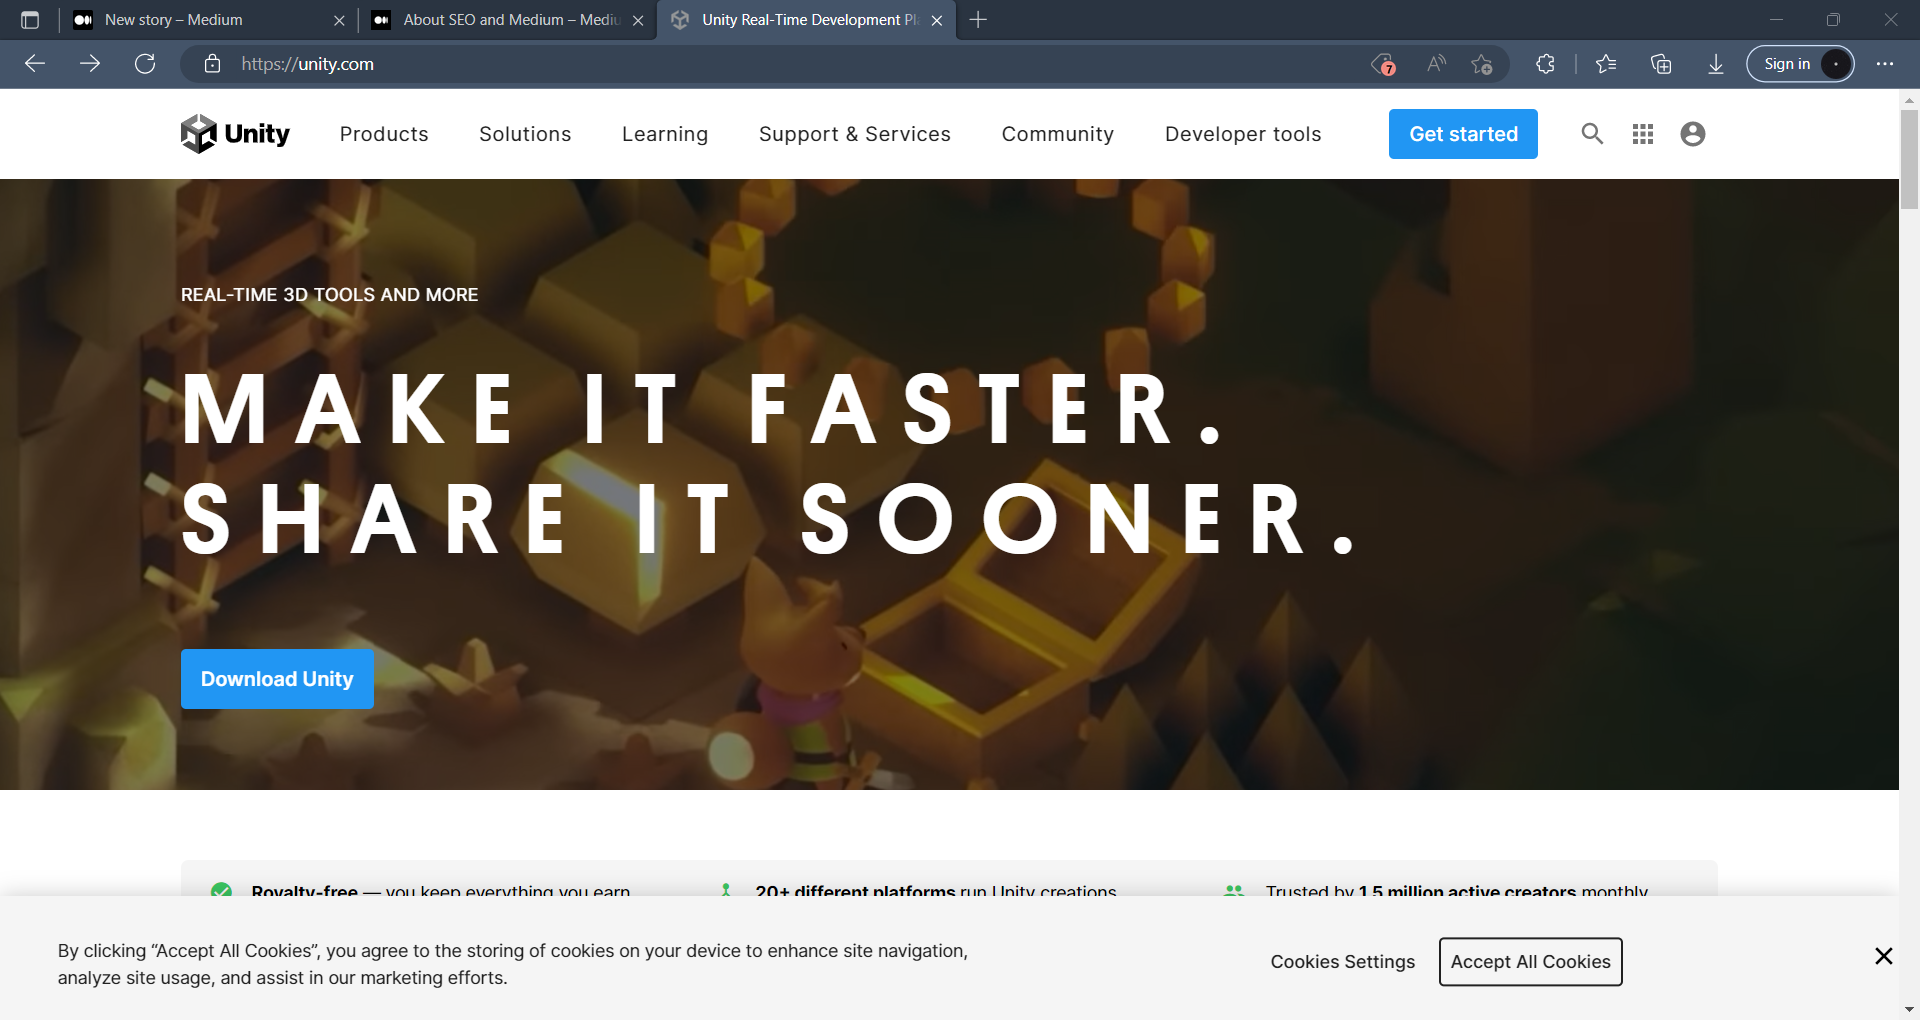 New story – Medium
About SEO and Medium – Mediu
Unity Real-Time Development Pl
https://unity.com
7
A
Sign in
Unity
Products
Solutions
Learning
Support & Services
Community
Developer tools
Get started
REAL-TIME 3D TOOLS AND MORE
MAKE IT FASTER.
SHARE IT SOONER.
Download Unity
Royalty-free — you keep everything you earn
20+ different platforms run Unity creations
Trusted by 1.5 million active creators monthly
By clicking “Accept All Cookies”, you agree to the storing of cookies on your device to enhance site navigation,
analyze site usage, and assist in our marketing efforts.
Cookies Settings
Accept All Cookies